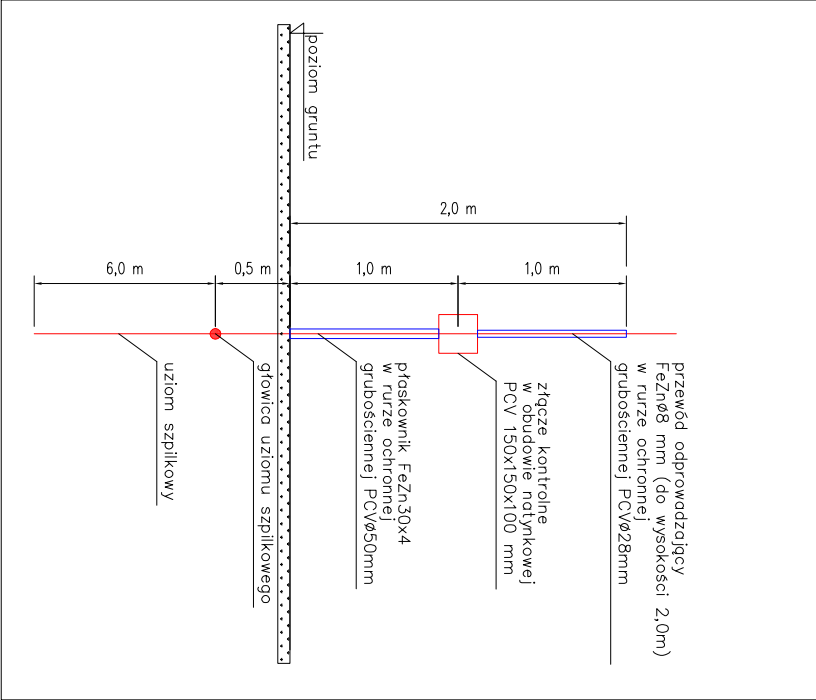 poziom gruntu
2,0 m
6,0 m
0,5 m
1,0 m
1,0 m
przewód odprowadzający
FeZnø8 mm (do wysokości 2,0m)
w rurze ochronnej
grubościennej PCVø28mm
złącze kontrolne
w obudowie natynkowej
PCV 150x150x100 mm
płaskownik FeZn30x4
w rurze ochronnej
grubościennej PCVø50mm
głowica uziomu szpilkowego
uziom szpilkowy